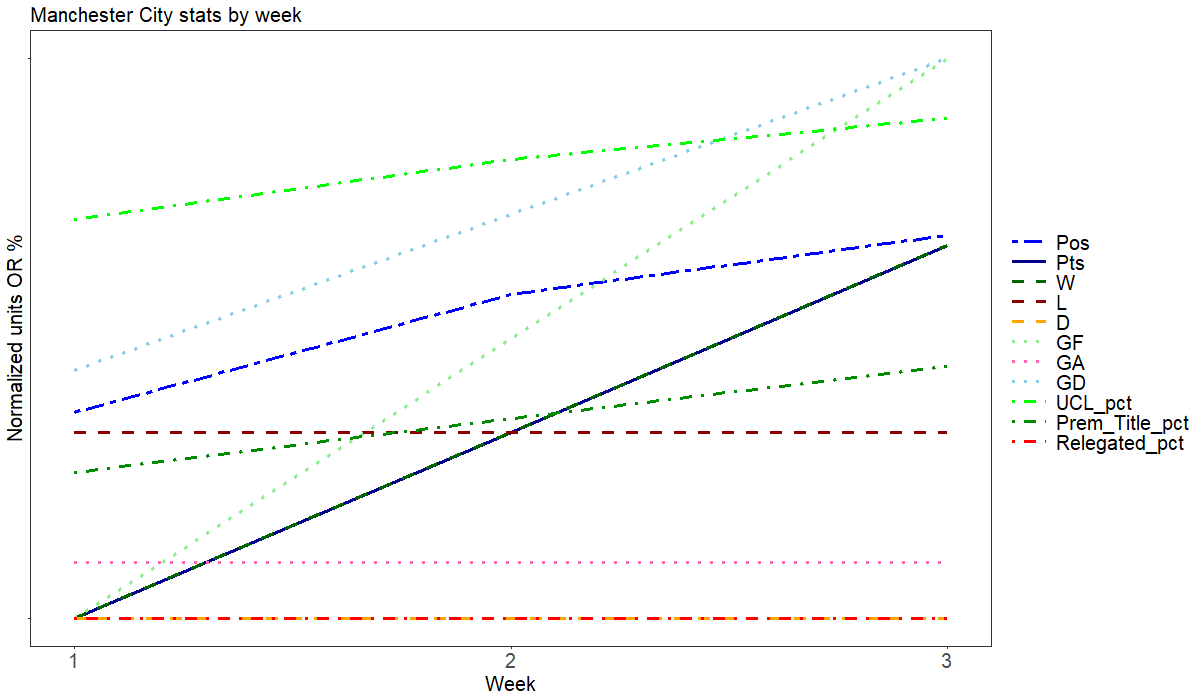 Manchester City stats by week
Normalized units OR %
Pos
Pts
W
L
D
GF
GA
GD
UCL_pct
Prem_Title_pct
Relegated_pct
1 2 3
Week